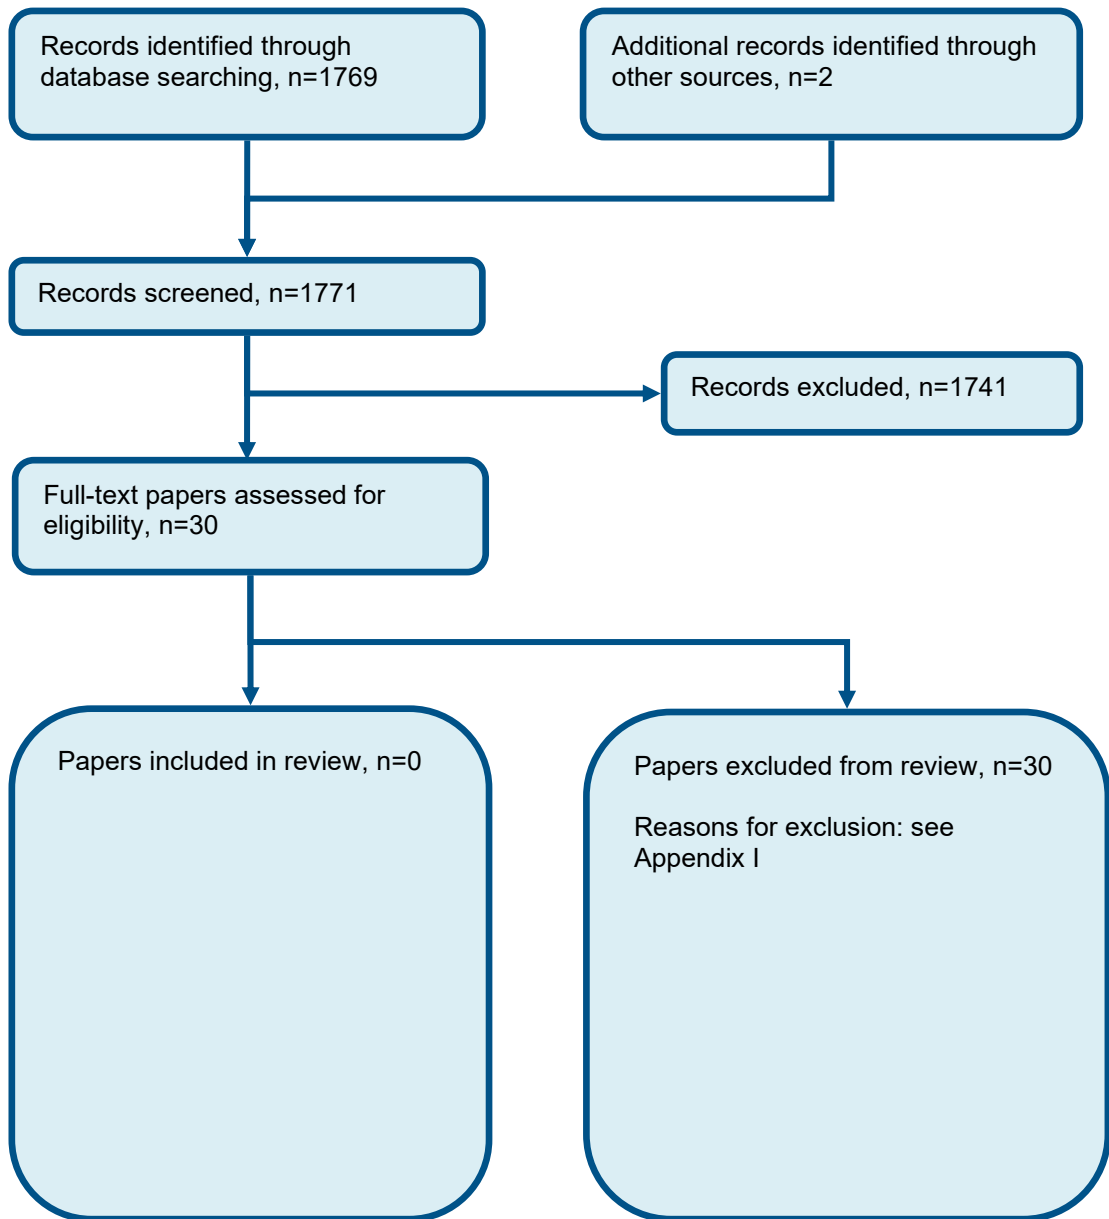 Records identified through
database searching, n=1769
Additional records identified through
other sources, n=2
Records screened, n=1771
Records excluded, n=1741
Full-text papers assessed for
eligibility, n=30
Papers included in review, n=0
Papers excluded from review, n=30
Reasons for exclusion: see
Appendix I